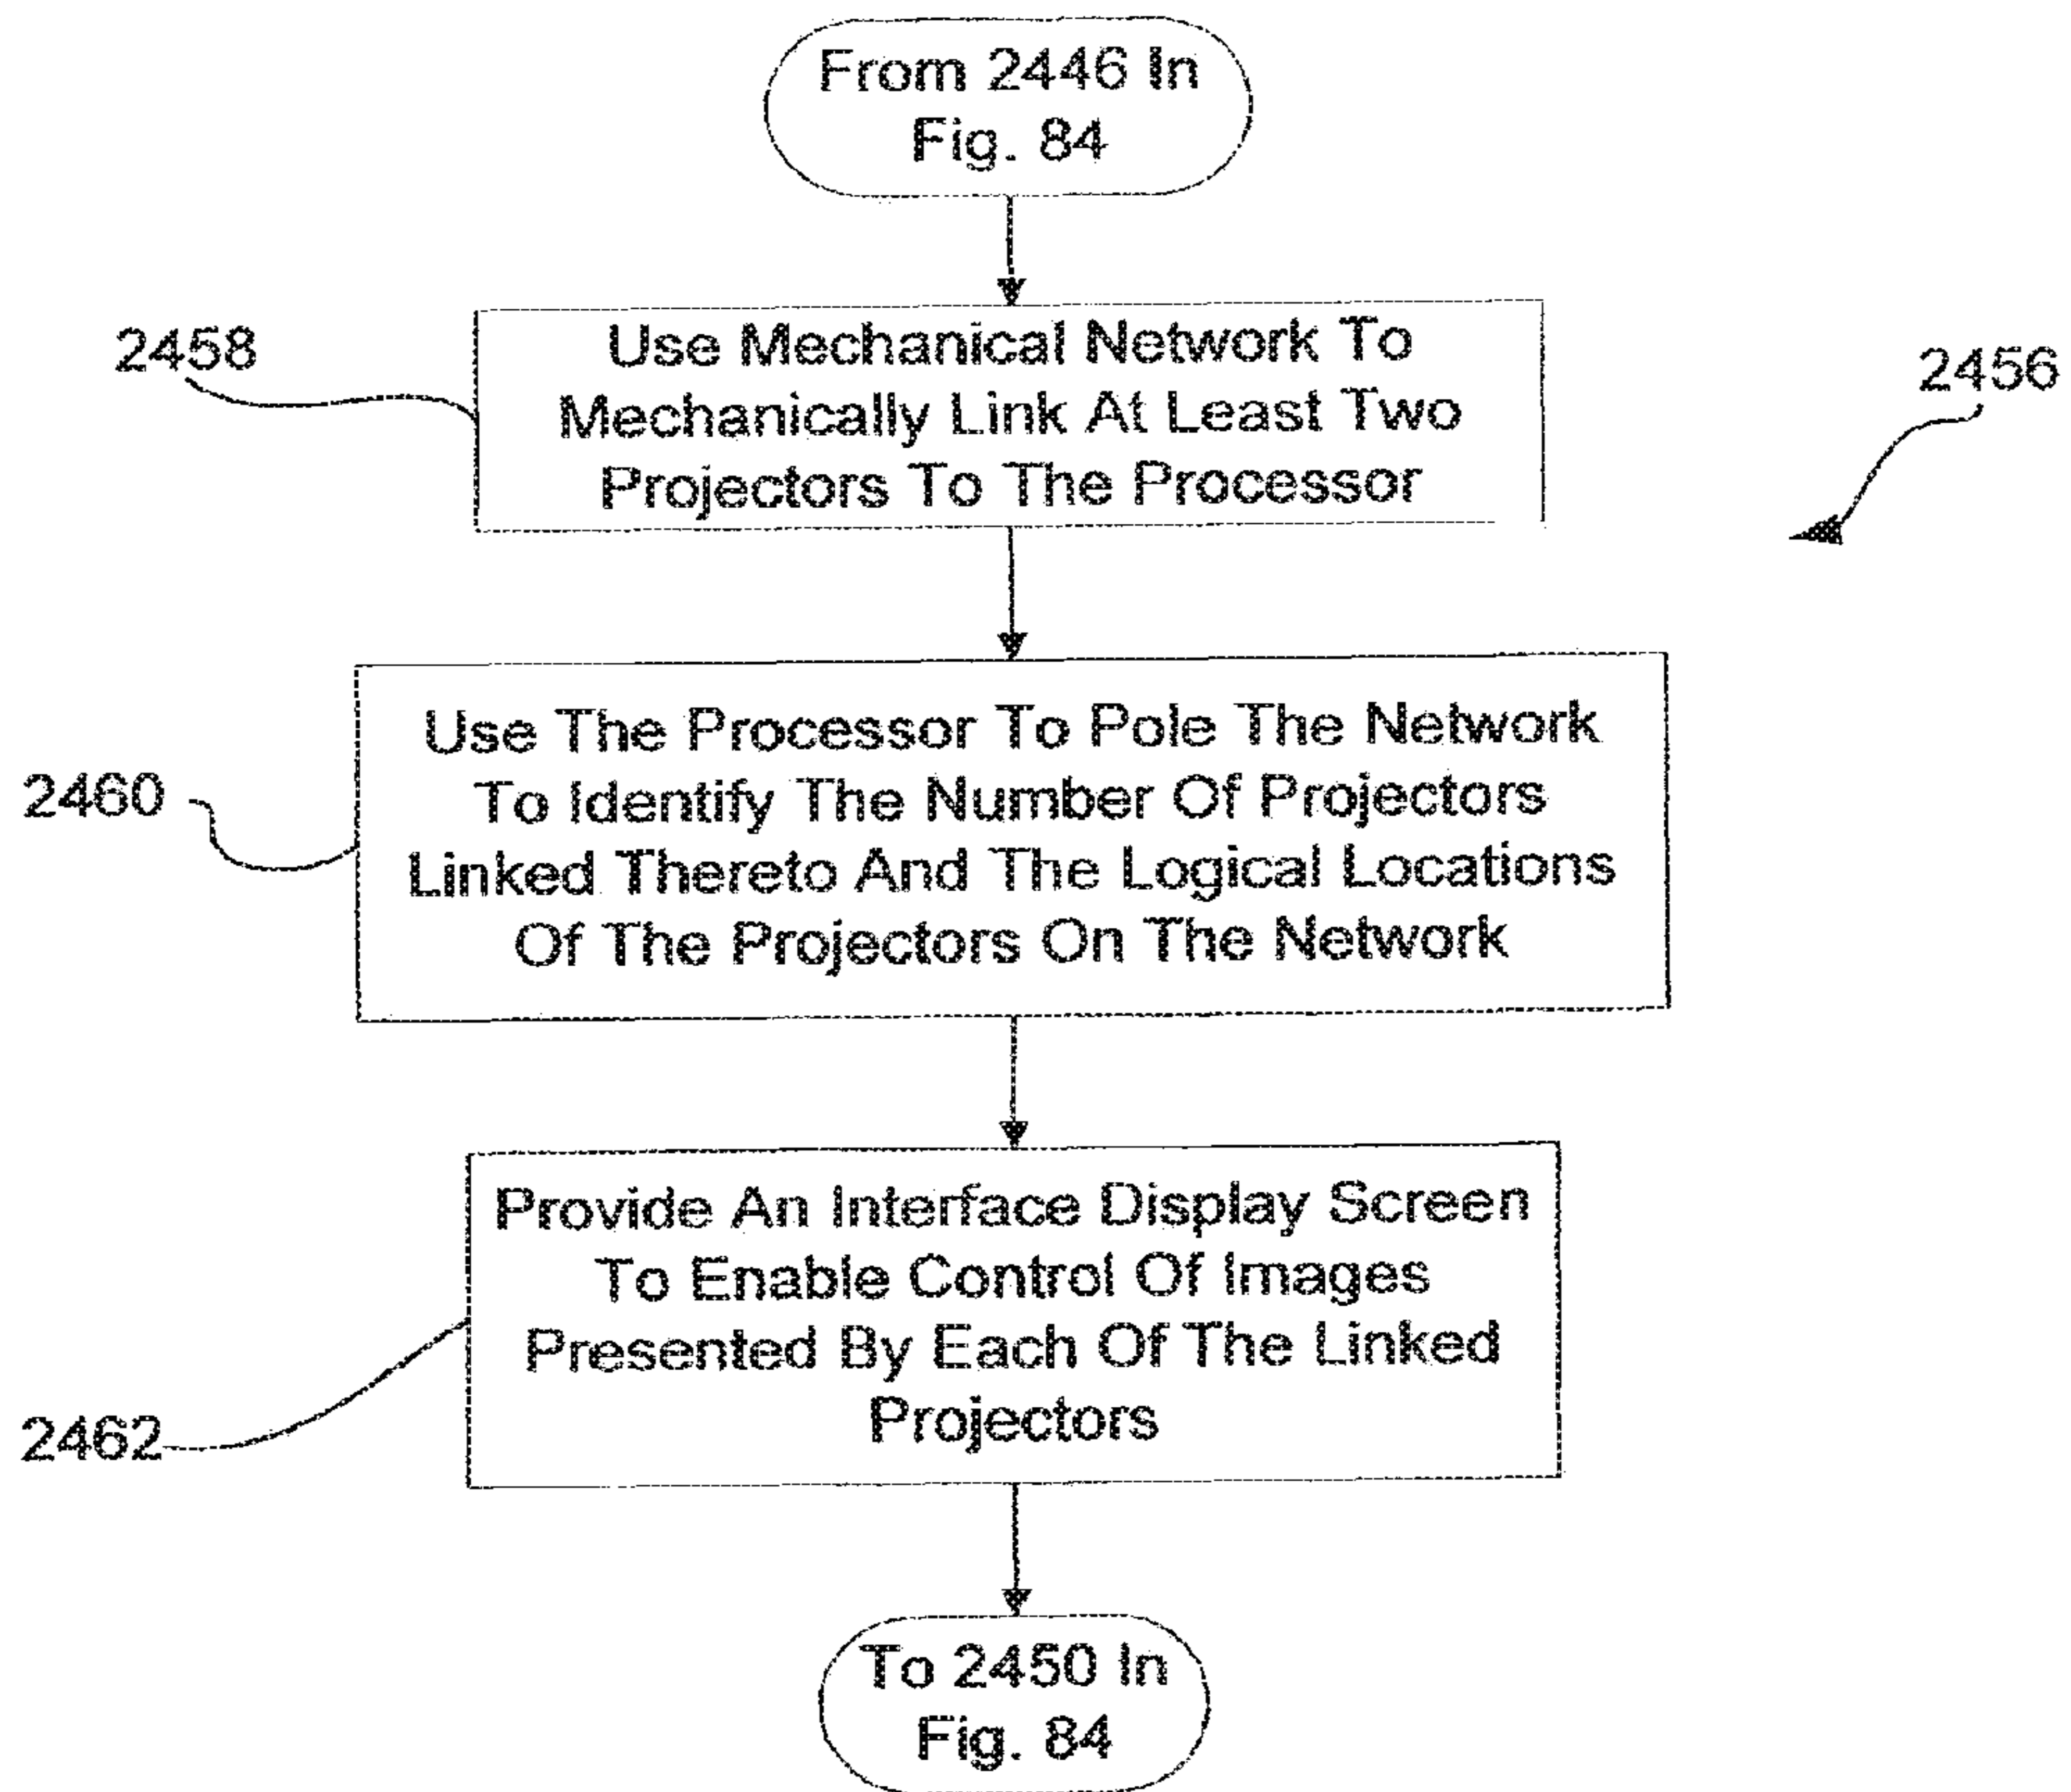 From 2446 In
Fig. 84
2458
Use Mechanical Network To
Mechanically Link At Least Two
Projectors To The Processor
2456
2460
Use The Processor To Pole The Network
To Identify The Number Of Projectors
Linked Thereto And The Logical Locations
Of The Projectors On The Network
2462
Provide An Interface Display Screen
To Enable Control Of Images
Presented By Each Of The Linked
Projectors
To 2450 In
Fig. 84